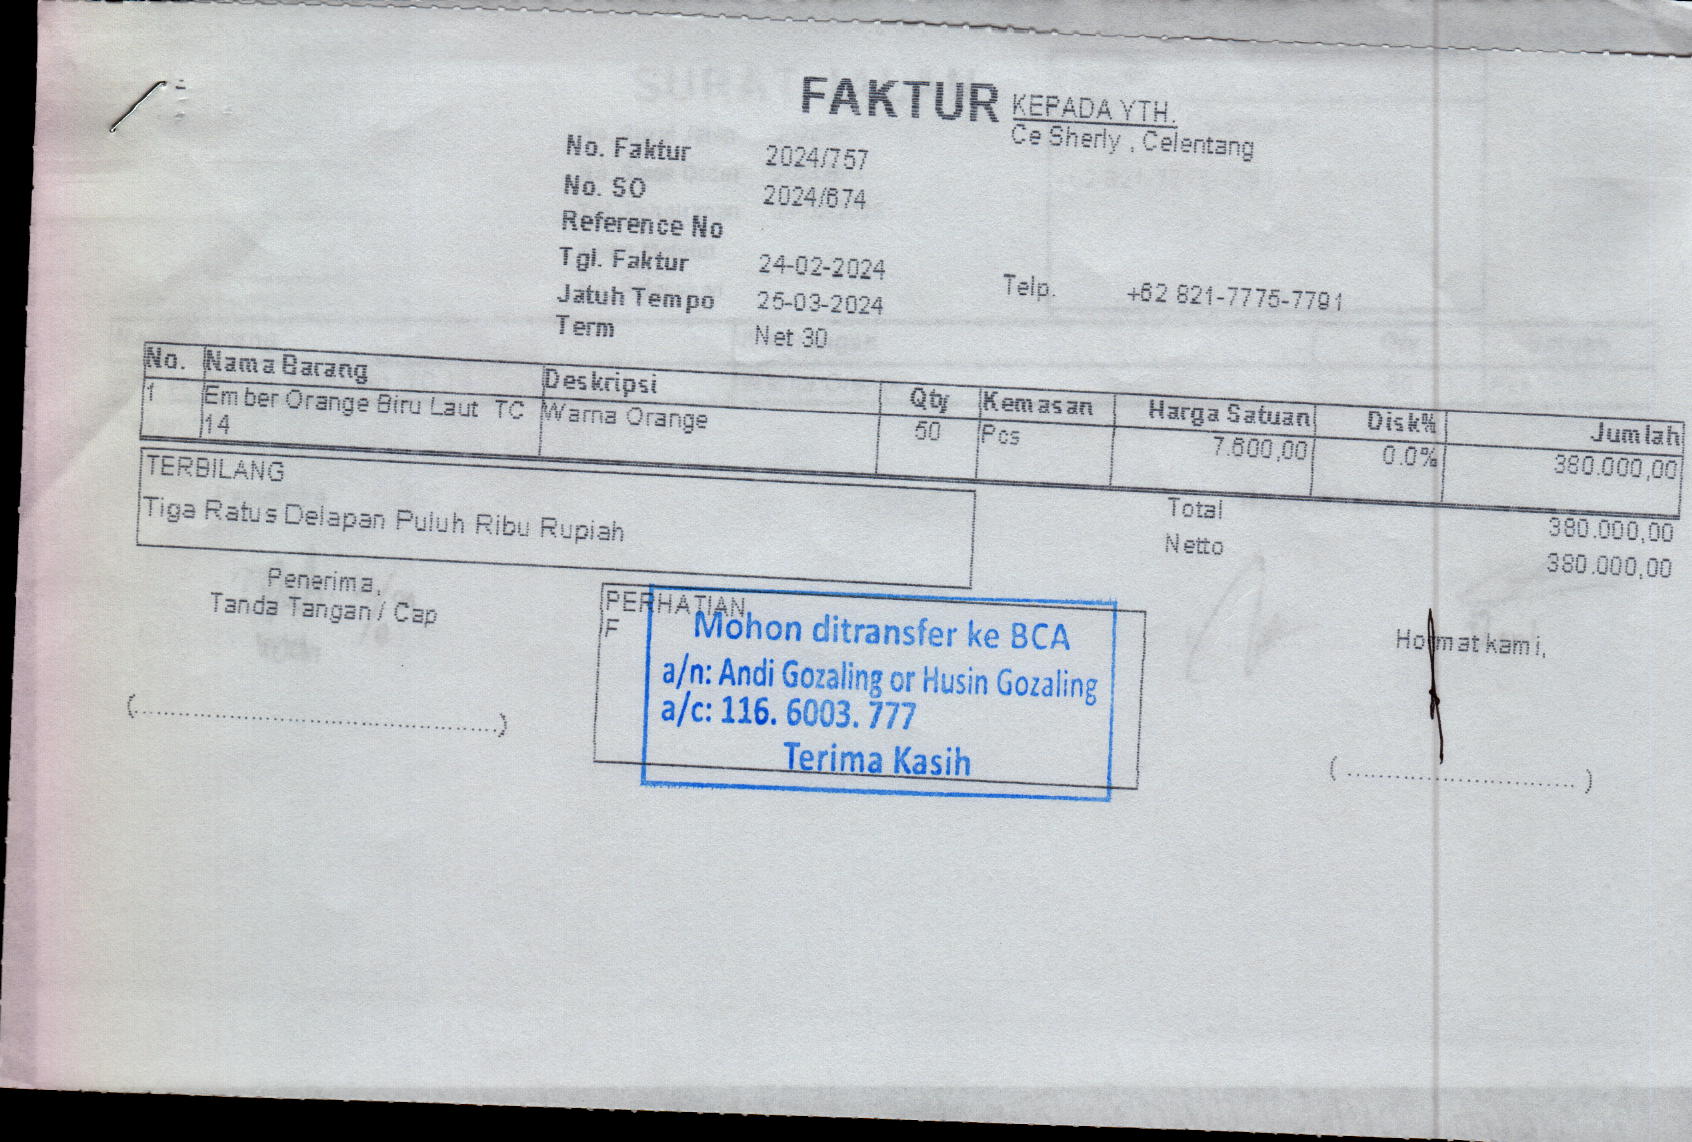 FAKTUR
KEPADA YTH.
Ce Sherly , Celentang
No. Faktur 2024/757
No. SO 2024/674
Reference No
Tgl. Faktur 24-02-2024
Jatuh Tempo 25-03-2024
Telp. +62 821-7775-7791
Term Net 30
No. Nama Barang Deskripsi Qty Kemasan Harga Satuan Disk% Jumlah
1 Ember Orange Biru Laut TC Warna Orange 50 Pcs 7.600,00 0.0% 380.000,00
14
TERBILANG
Tiga Ratus Delapan Puluh Ribu Rupiah
Total 380.000,00
Netto 380.000,00
Penerima,
Tanda Tangan / Cap
PERHATIAN
F
Mohon ditransfer ke BCA
a/n: Andi Gozaling or Husin Gozaling
a/c: 116. 6003. 777
Terima Kasih
Hormat kami,
(..............................................)
( ............................ )